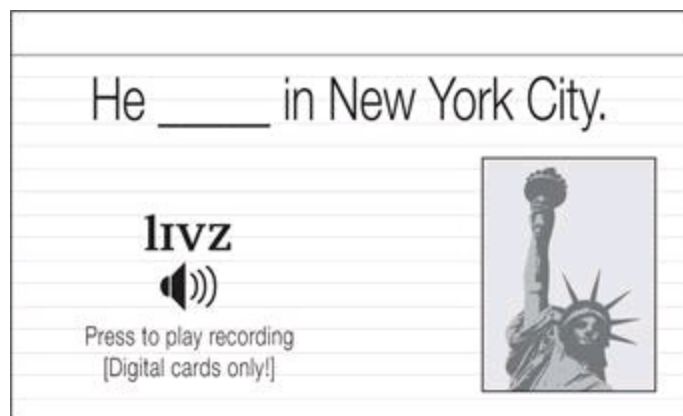 He _____ in New York City.
lɪvz
Press to play recording
[Digital cards only!]